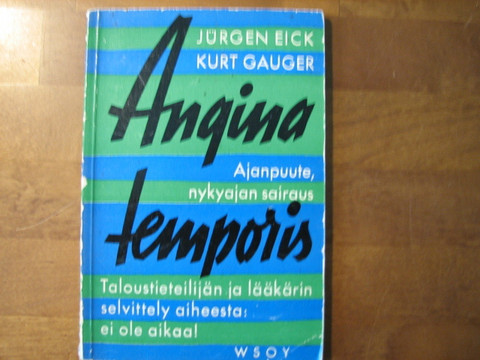 JÜRGEN EICK
KURT GAUGER
Angina
Ajanpuute,
nykyajan sairaus
temporis
Taloustieteilijän ja lääkärin
selvittely aiheesta:
ei ole aikaa!
WSOY